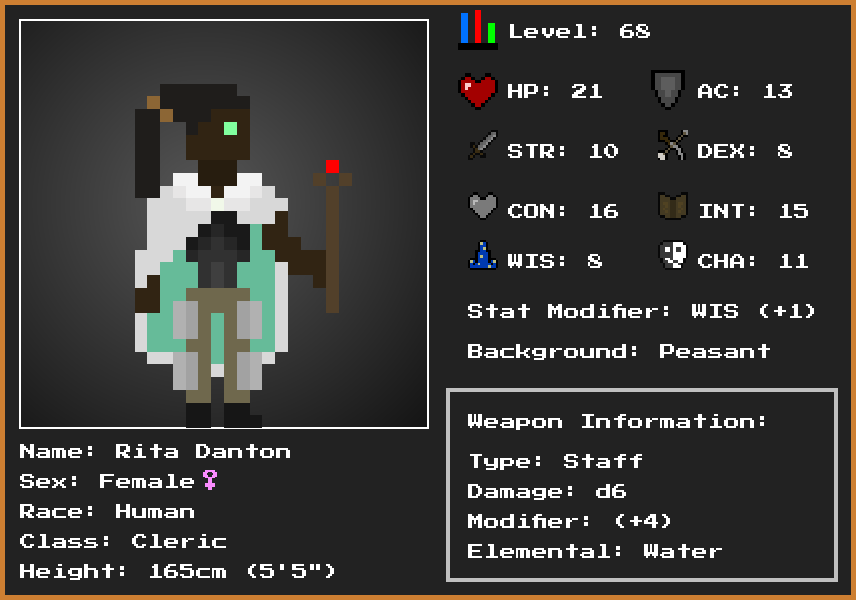 Level: 68
HP: 21
AC: 13
STR: 10
DEX: 8
CON: 16
INT: 15
WIS: 8
CHA: 11
Stat Modifier: WIS (+1)
Background: Peasant
Weapon Information:
Type: Staff
Damage: d6
Modifier: (+4)
Elemental: Water
Name: Rita Danton
Sex: Female♀
Race: Human
Class: Cleric
Height: 165cm (5'5")